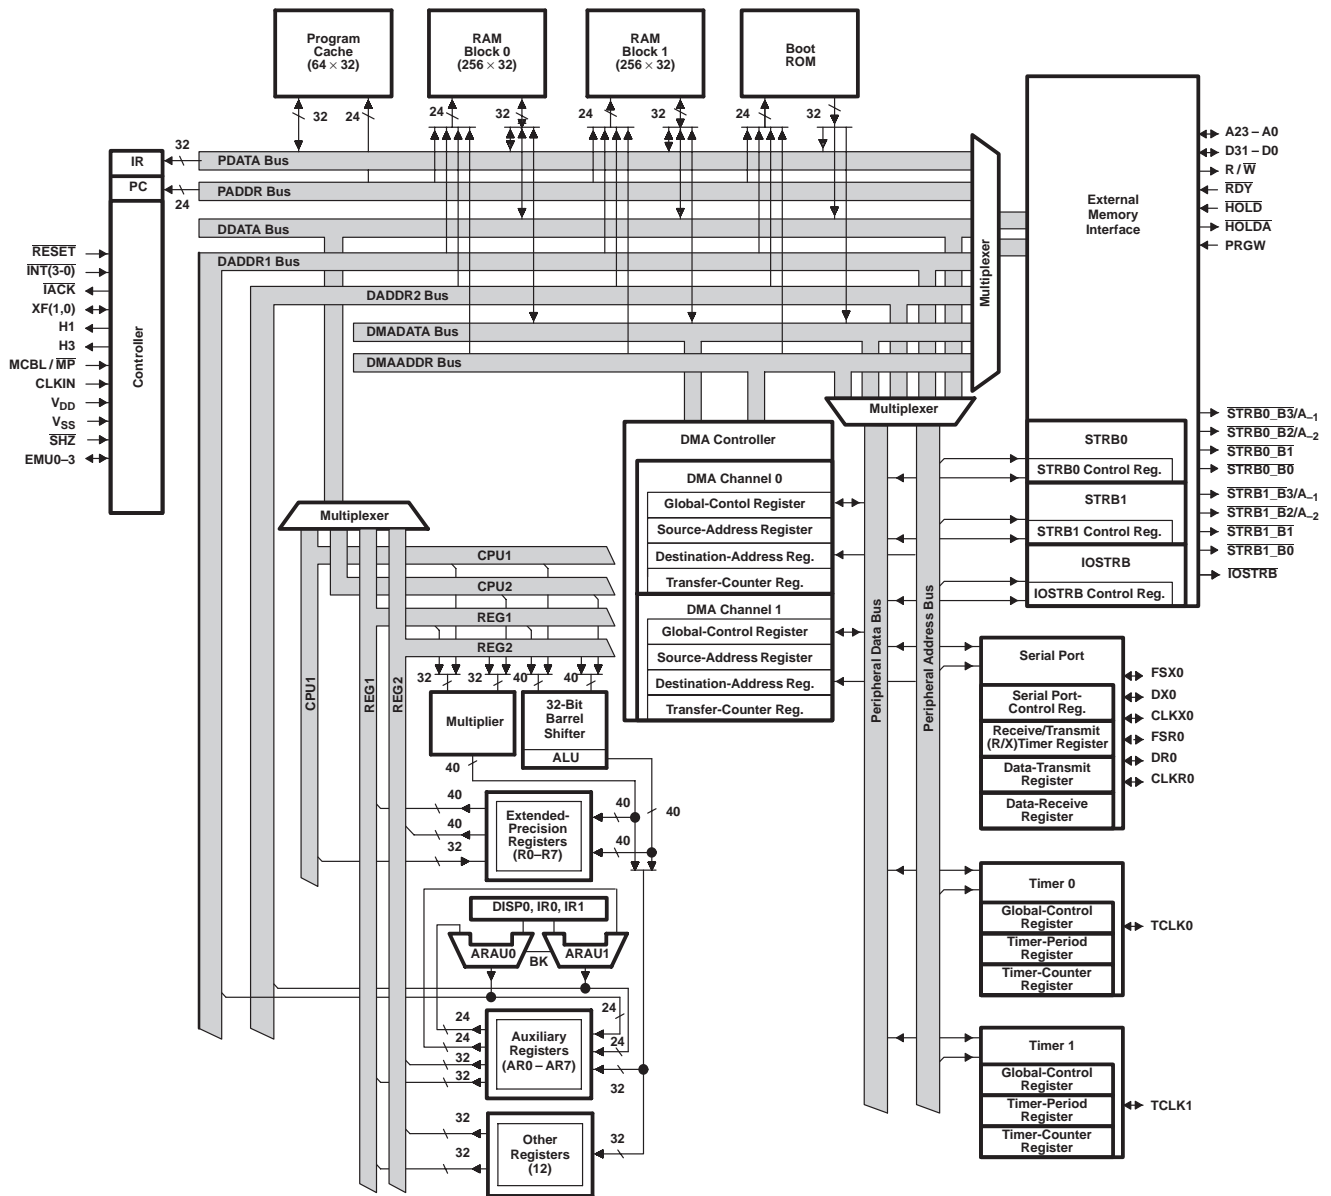 Program
Cache
(64 × 32)
RAM
Block 0
(256 × 32)
RAM
Block 1
(256 × 32)
Boot
ROM
32
24
24
32
24
32
24
32
IR
32
PDATA Bus
PC
24
PADDR Bus
DDATA Bus
DADDR1 Bus
DADDR2 Bus
DMADATA Bus
DMAADDR Bus
Multiplexer
External
Memory
Interface
A23 – A0
D31 – D0
R / W
RDY
HOLD
HOLDA
PRGW
RESET
INT(3-0)
IACK
XF(1,0)
H1
H3
MCBL / MP
CLKIN
VDD
VSS
SHZ
EMU0–3
Controller
Multiplexer
STRB0_B3/A–1
STRB0_B2/A–2
STRB0_B1
STRB0_B0
STRB1_B3/A–1
STRB1_B2/A–2
STRB1_B1
STRB1_B0
IOSTRB
STRB0
STRB0 Control Reg.
STRB1
STRB1 Control Reg.
IOSTRB
IOSTRB Control Reg.
DMA Controller
DMA Channel 0
Global-Contol Register
Source-Address Register
Destination-Address Reg.
Transfer-Counter Reg.
DMA Channel 1
Global-Control Register
Source-Address Register
Destination-Address Reg.
Transfer-Counter Reg.
Peripheral Data Bus
Peripheral Address Bus
Multiplexer
CPU1
CPU2
REG1
REG2
CPU1
REG1
REG2
32
32
40
40
Multiplier
32-Bit
Barrel
Shifter
ALU
40
40
40
32
Extended-
Precision
Registers
(R0–R7)
40
40
40
DISP0, IR0, IR1
ARAU0
BK
ARAU1
24
24
32
32
Auxiliary
Registers
(AR0 – AR7)
24
24
32
32
32
Other
Registers
(12)
32
Serial Port
Serial Port-
Control Reg.
Receive/Transmit
(R/X)Timer Register
Data-Transmit
Register
Data-Receive
Register
FSX0
DX0
CLKX0
FSR0
DR0
CLKR0
Timer 0
Global-Control
Register
Timer-Period
Register
Timer-Counter
Register
TCLK0
Timer 1
Global-Control
Register
Timer-Period
Register
Timer-Counter
Register
TCLK1